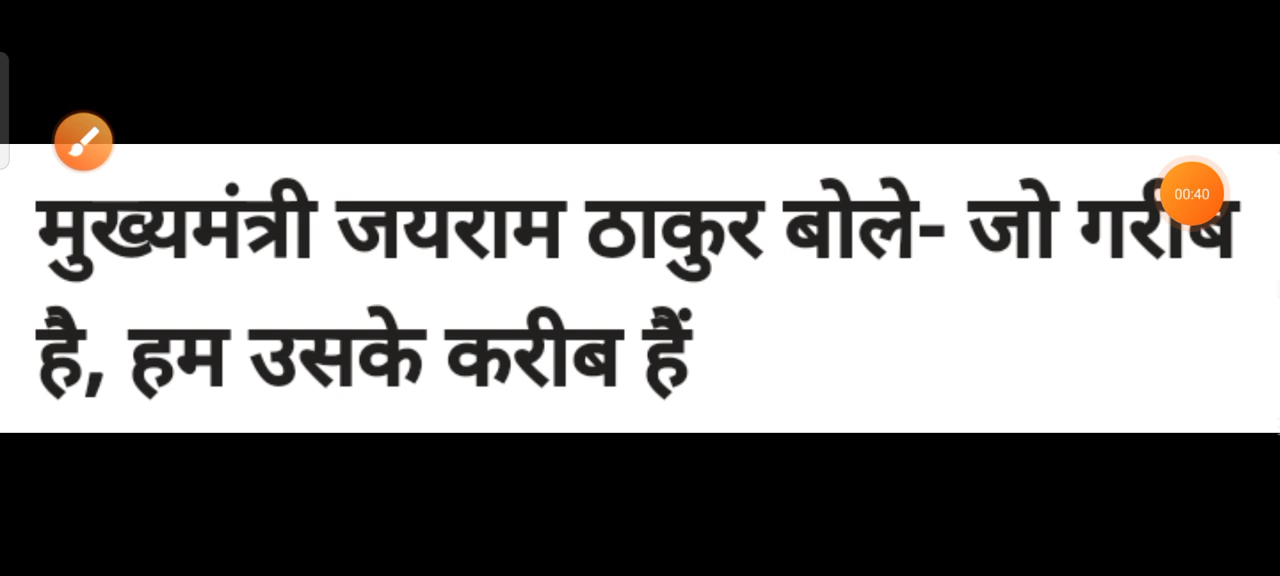 मुख्यमंत्री जयराम ठाकुर बोले- जो गरीब
है, हम उसके करीब हैं
00:40